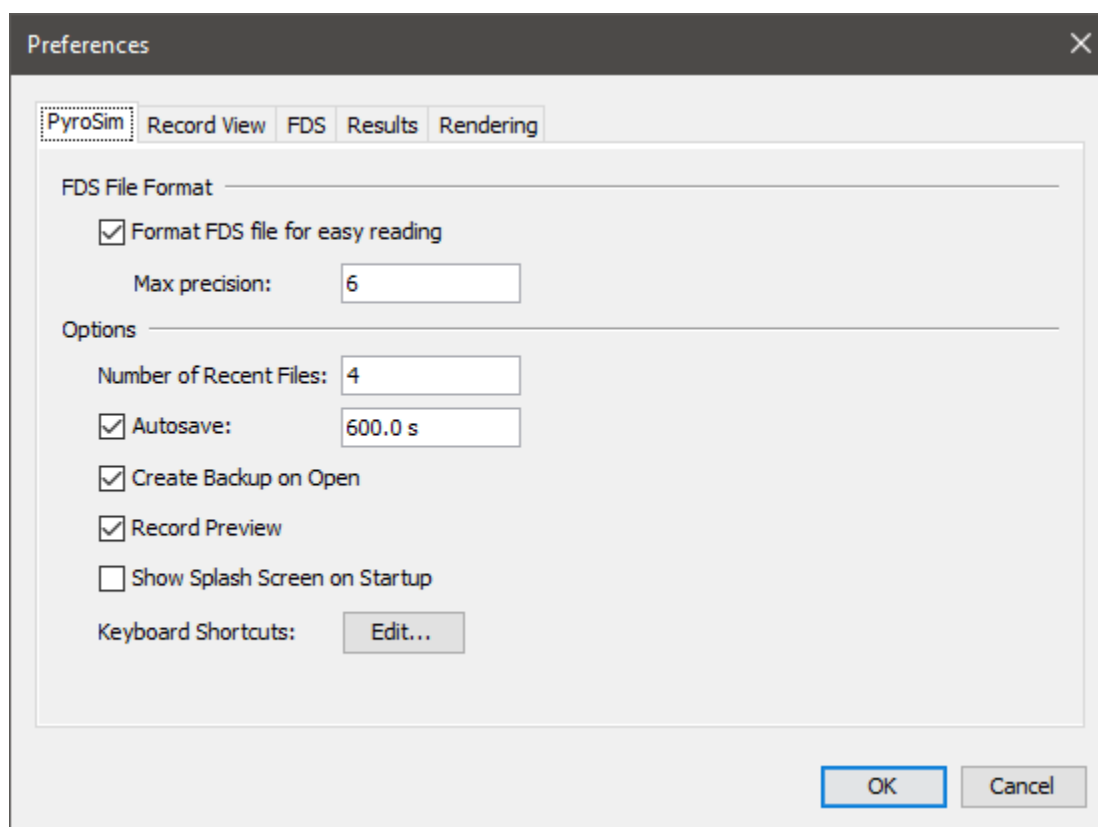 Preferences
PyroSim Record View FDS Results Rendering
FDS File Format
Format FDS file for easy reading
Max precision: 6
Options
Number of Recent Files: 4
Autosave: 600.0 s
Create Backup on Open
Record Preview
Show Splash Screen on Startup
Keyboard Shortcuts: Edit...
OK Cancel